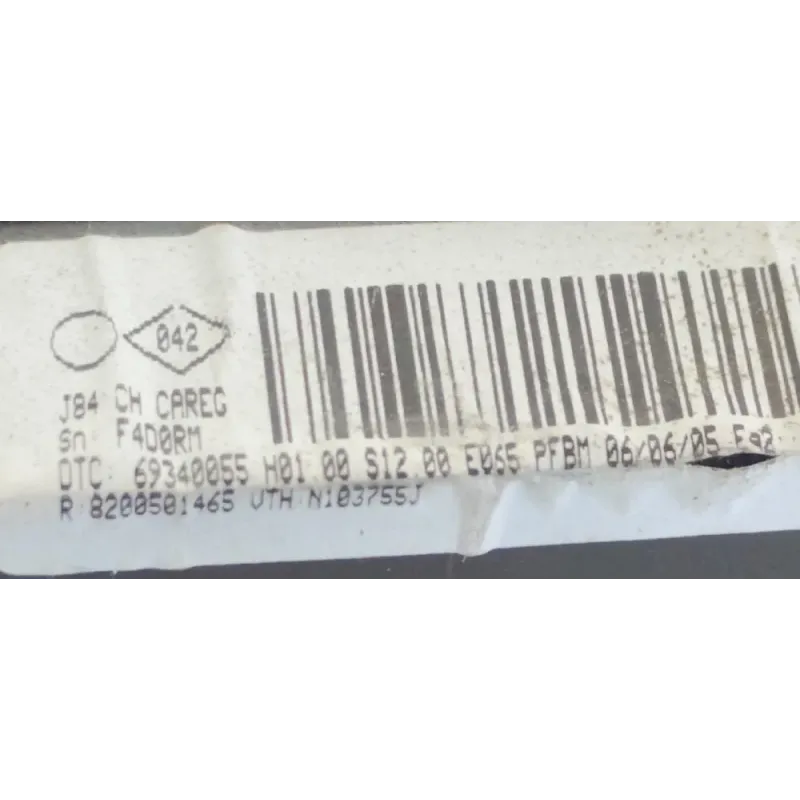 042
J84 CH CAREG
Sn: F4D0RM
DTC: 69340055 H01.00 S12.00 E065 PFBM 06/06/05
R:8200501465 VTH:N103755J